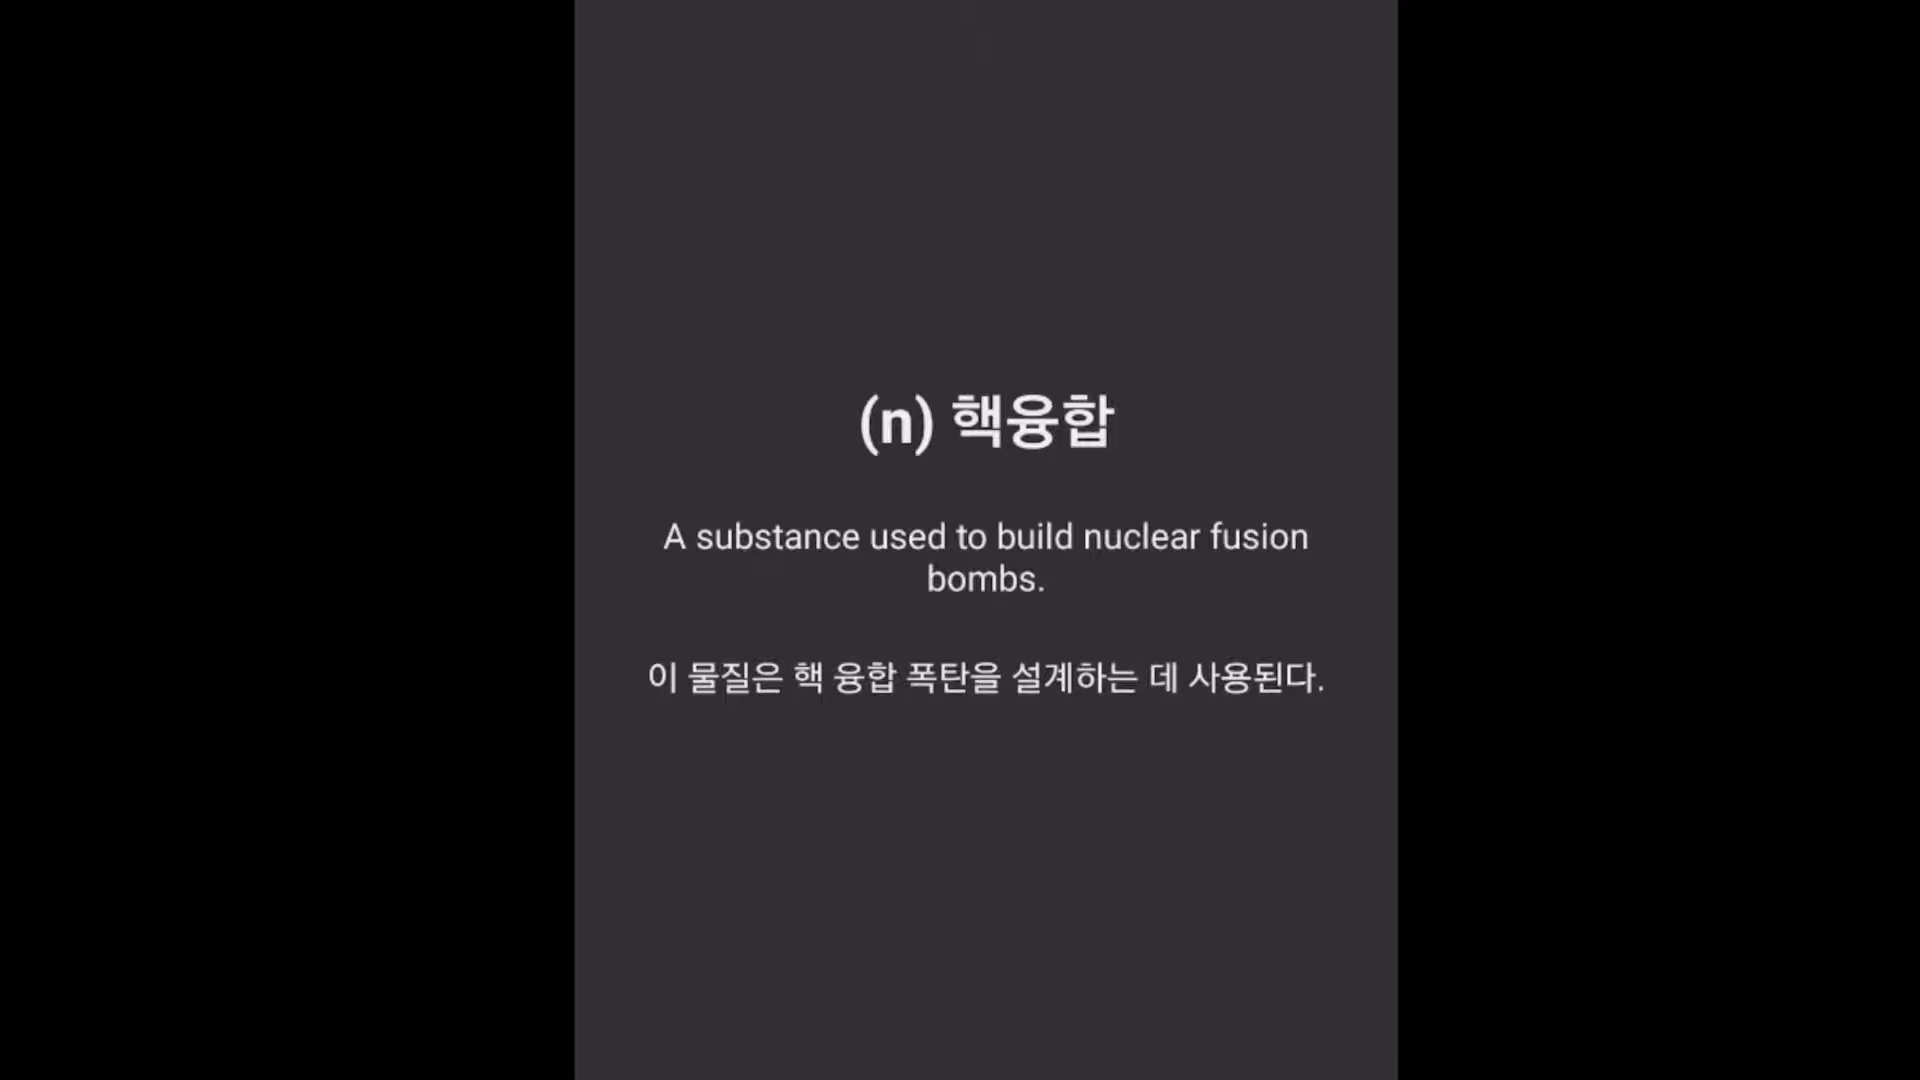 (n) 핵융합
A substance used to build nuclear fusion
bombs.
이 물질은 핵 융합 폭탄을 설계하는 데 사용된다.